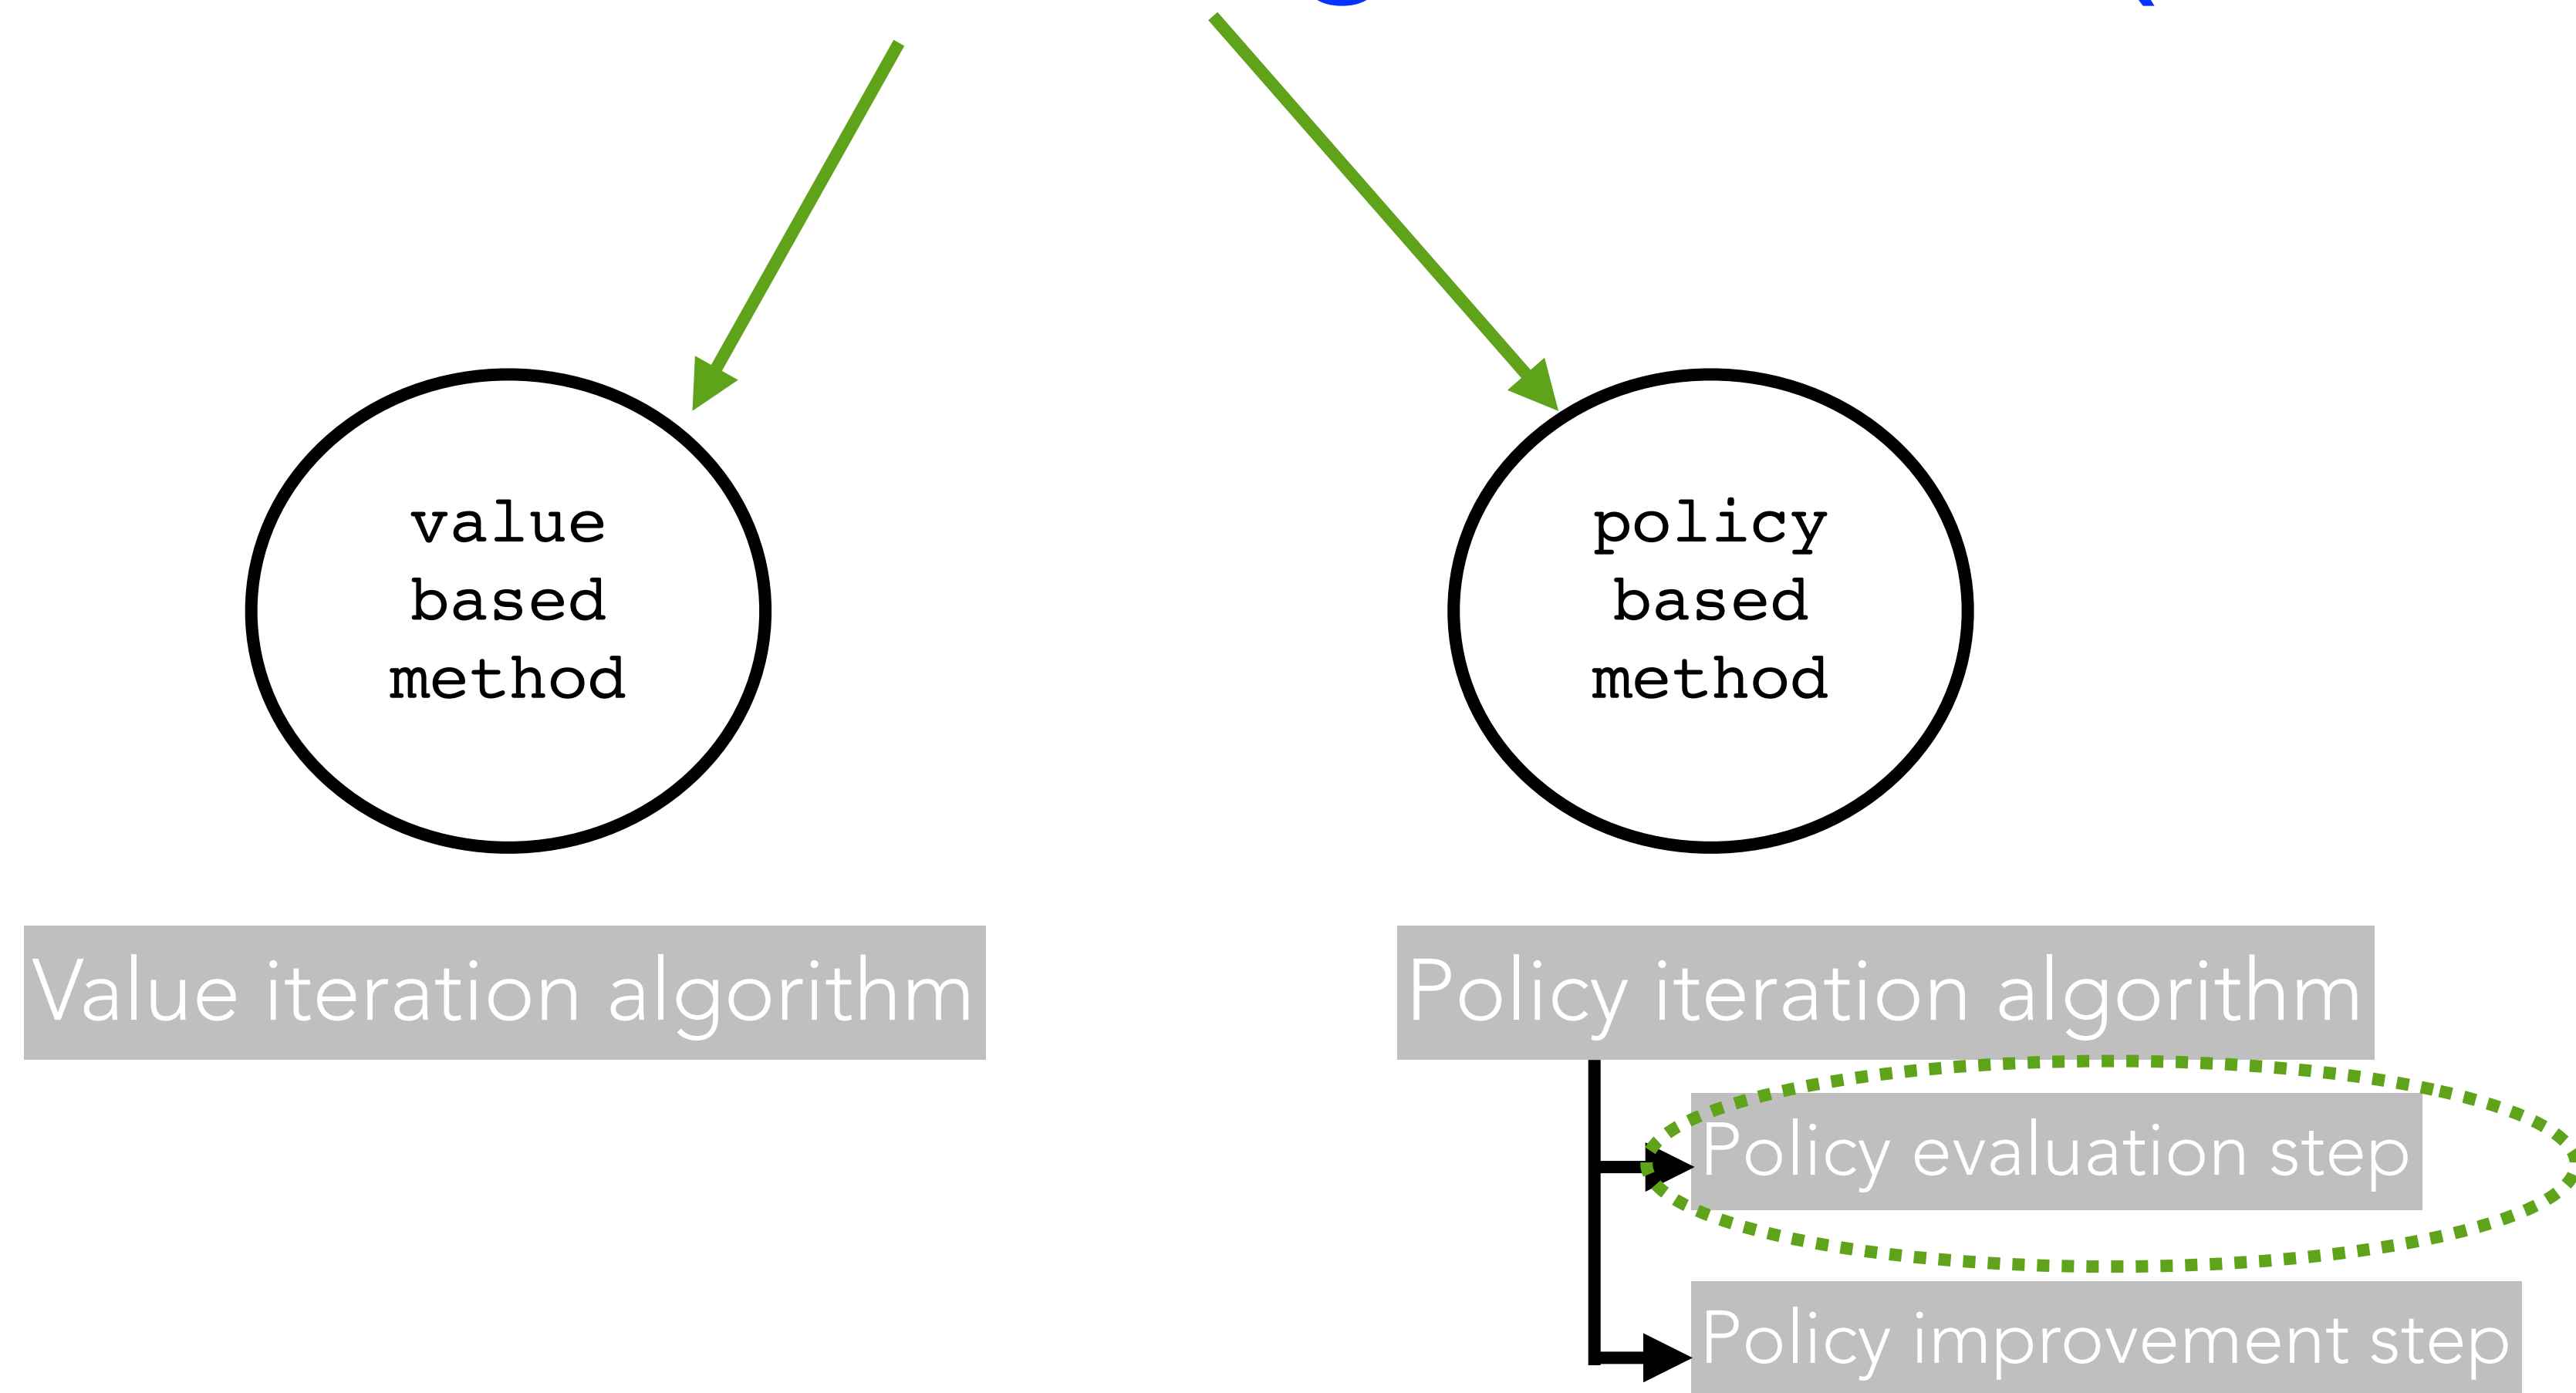 value
based
method
policy
based
method
Value iteration algorithm
Policy iteration algorithm
Policy evaluation step
Policy improvement step